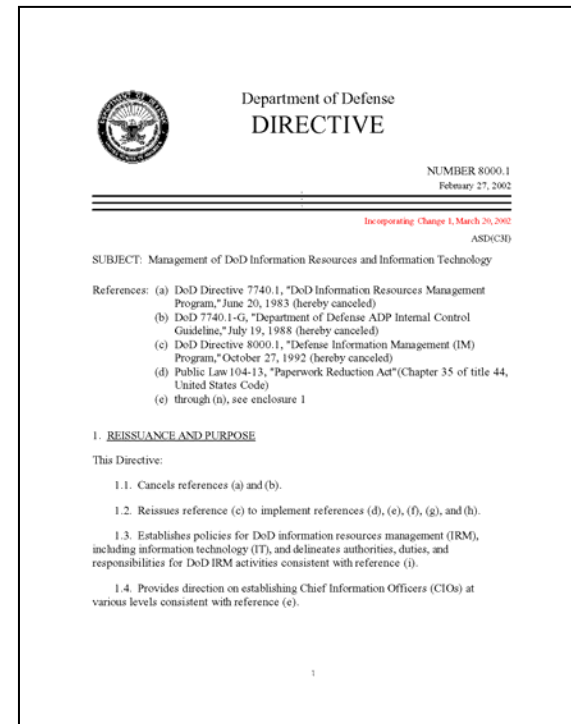 Department of Defense
DIRECTIVE
NUMBER 8000.1
February 27, 2002
Incorporating Change 1, March 20, 2002
ASD(C3I)
SUBJECT: Management of DoD Information Resources and Information Technology
References: (a) DoD Directive 7740.1, "DoD Information Resources Management
Program," June 20, 1983 (hereby canceled)
(b) DoD 7740.1-G, "Department of Defense ADP Internal Control
Guideline," July 19, 1988 (hereby canceled)
(c) DoD Directive 8000.1, "Defense Information Management (IM)
Program," October 27, 1992 (hereby canceled)
(d) Public Law 104-13, "Paperwork Reduction Act" (Chapter 35 of title 44,
United States Code)
(e) through (n), see enclosure 1
1. REISSUANCE AND PURPOSE
This Directive:
1.1. Cancels references (a) and (b).
1.2. Reissues reference (c) to implement references (d), (e), (f), (g), and (h).
1.3. Establishes policies for DoD information resources management (IRM),
including information technology (IT), and delineates authorities, duties, and
responsibilities for DoD IRM activities consistent with reference (i).
1.4. Provides direction on establishing Chief Information Officers (CIOs) at
various levels consistent with reference (e).
1